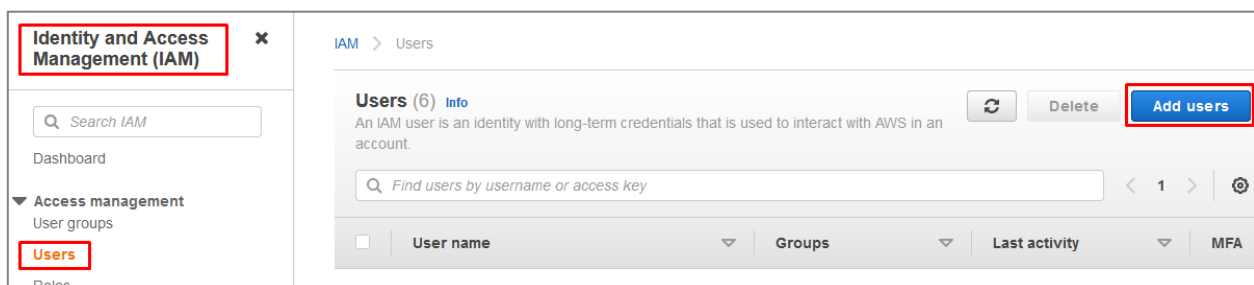 Identity and Access
Management (IAM)
Search IAM
Dashboard
Access management
User groups
Users
Roles
IAM > Users
Users (6) Info
An IAM user is an identity with long-term credentials that is used to interact with AWS in an
account.
Delete
Add users
Find users by username or access key
1
User name
Groups
Last activity
MFA